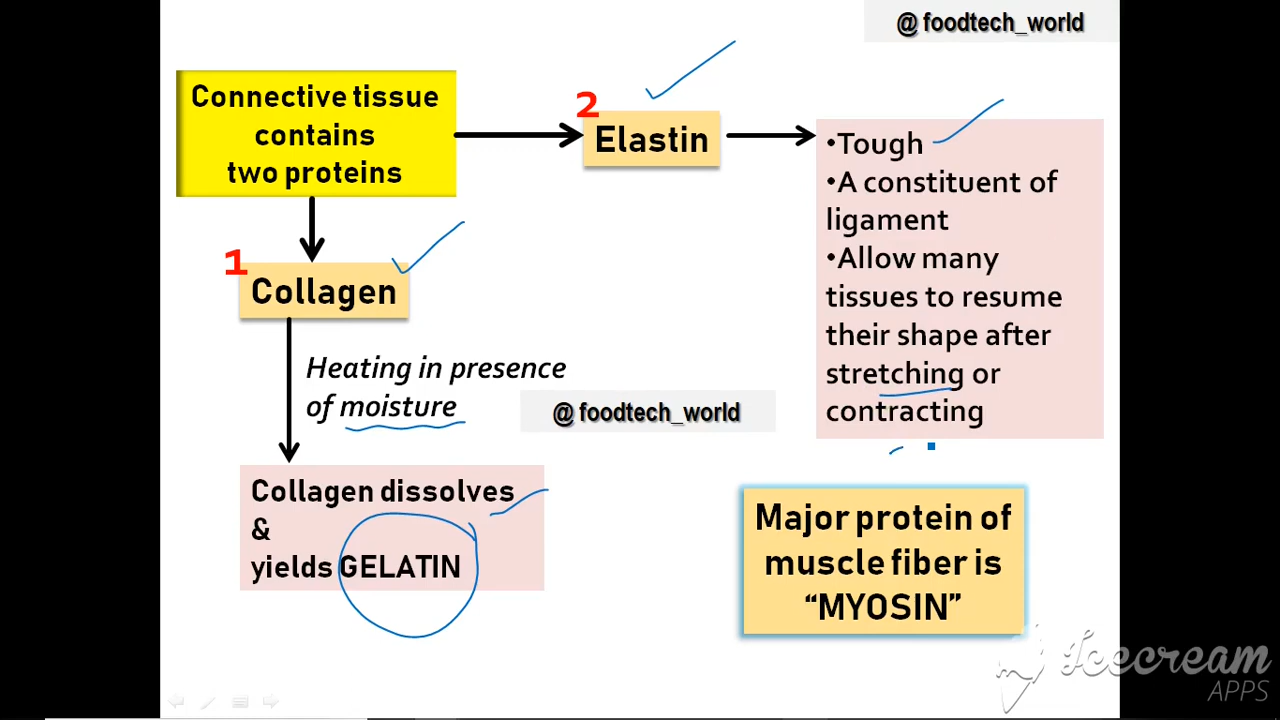 @ foodtech_world
Connective tissue
contains
two proteins
2
Elastin
•Tough
•A constituent of
ligament
•Allow many
tissues to resume
their shape after
stretching or
contracting
1
Collagen
Heating in presence
of moisture
@ foodtech_world
Collagen dissolves
&
yields GELATIN
Major protein of
muscle fiber is
“MYOSIN”
Icecream
APPS